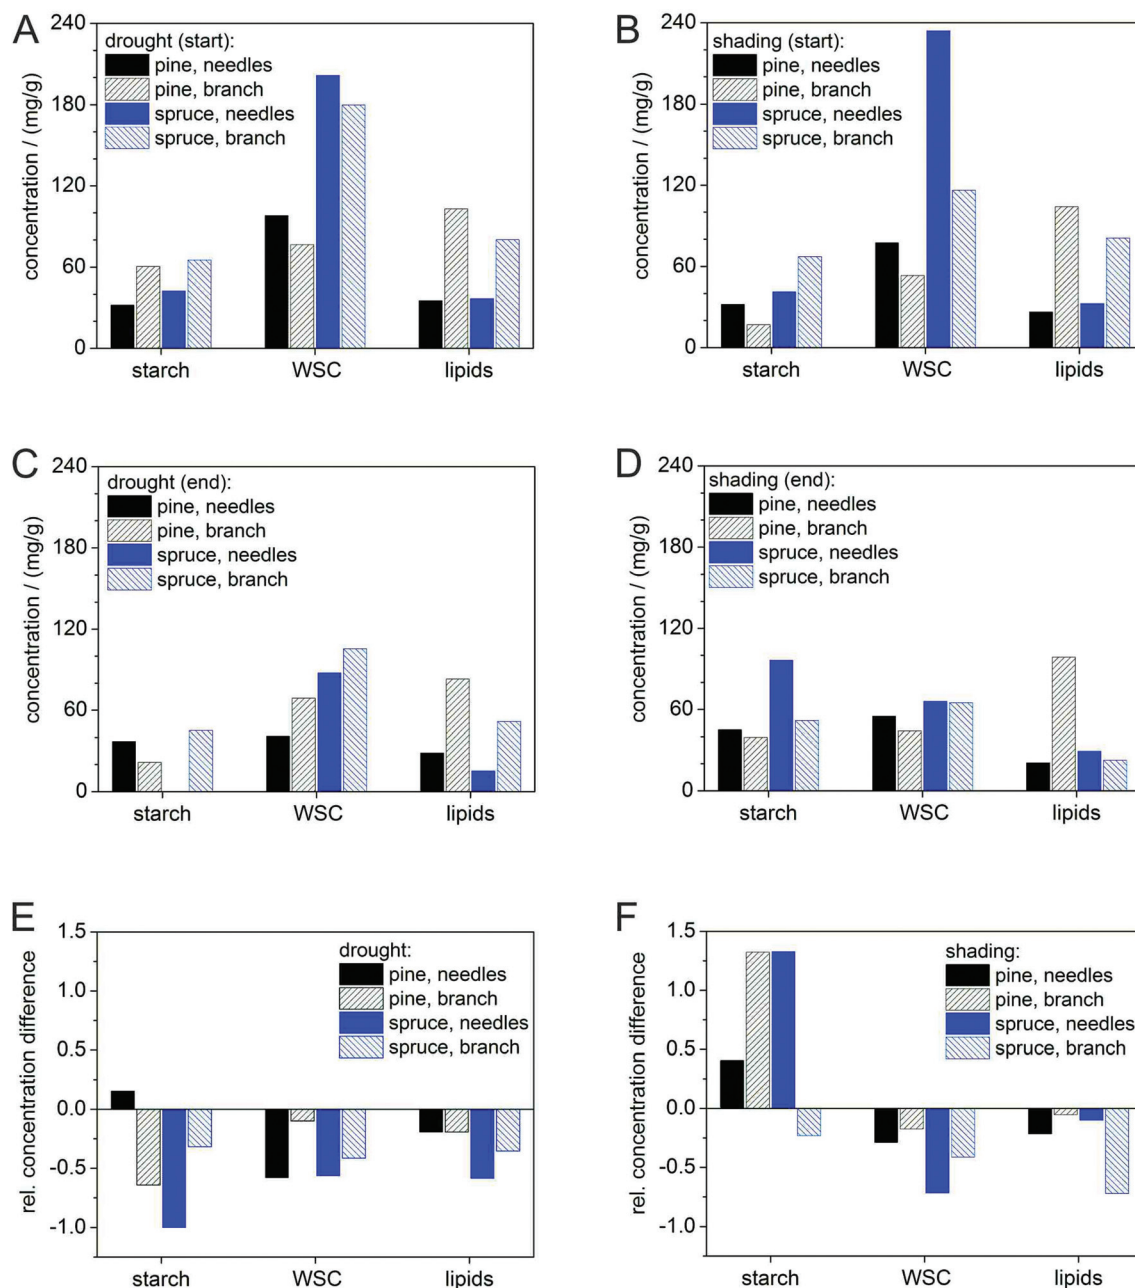 A
240
180
120
60
0
concentration / (mg/g)
drought (start):
pine, needles
pine, branch
spruce, needles
spruce, branch
starch WSC lipids
B
240
180
120
60
0
concentration / (mg/g)
shading (start):
pine, needles
pine, branch
spruce, needles
spruce, branch
starch WSC lipids
C
240
180
120
60
0
concentration / (mg/g)
drought (end):
pine, needles
pine, branch
spruce, needles
spruce, branch
starch WSC lipids
D
240
180
120
60
0
concentration / (mg/g)
shading (end):
pine, needles
pine, branch
spruce, needles
spruce, branch
starch WSC lipids
E
1.5
1.0
0.5
0.0
-0.5
-1.0
rel. concentration difference
drought:
pine, needles
pine, branch
spruce, needles
spruce, branch
starch WSC lipids
F
1.5
1.0
0.5
0.0
-0.5
-1.0
rel. concentration difference
shading:
pine, needles
pine, branch
spruce, needles
spruce, branch
starch WSC lipids